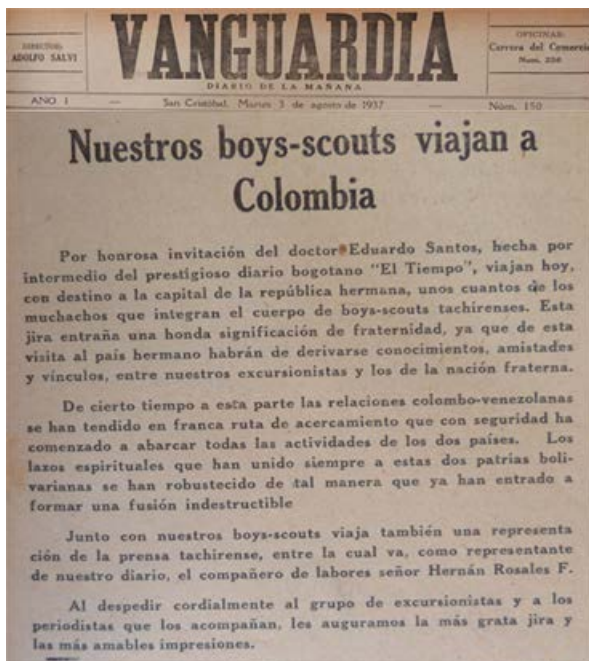 DIRECTOR:
ADOLFO SALVI
VANGUARDIA
DIARIO DE LA MAÑANA
OFICINAS:
Carrera del Comercio
Num. 256
AÑO I — San Cristóbal, Martes 3 de agosto de 1937 — Núm. 150
Nuestros boys-scouts viajan a
Colombia
Por honrosa invitación del doctor Eduardo Santos, hecha por
intermedio del prestigioso diario bogotano "El Tiempo", viajan hoy,
con destino a la capital de la república hermana, unos cuantos de los
muchachos que integran el cuerpo de boys-scouts tachirenses. Esta
jira entraña una honda significación de fraternidad, ya que de esta
visita al país hermano habrán de derivarse conocimientos, amistades
y vínculos, entre nuestros excursionistas y los de la nación fraterna.
De cierto tiempo a esta parte las relaciones colombo-venezolanas
se han tendido en franca ruta de acercamiento que con seguridad ha
comenzado a abarcar todas las actividades de los dos países. Los
lazos espirituales que han unido siempre a estas dos patrias boli-
varianas se han robustecido de tal manera que ya han entrado a
formar una fusión indestructible
Junto con nuestros boys-scouts viaja también una representa
ción de la prensa tachirense, entre la cual va, como representante
de nuestro diario, el compañero de labores señor Hernán Rosales F.
Al despedir cordialmente al grupo de excursionistas y a los
periodistas que los acompañan, les auguramos la más grata jira y
las más amables impresiones.